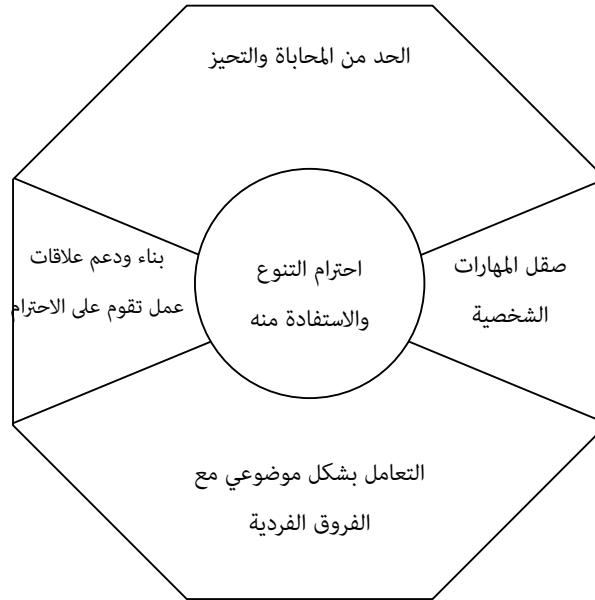 الحد من المحاباة والتحيز
صقل المهارات
الشخصية
احترام التنوع
والاستفادة منه
بناء ودعم علاقات
عمل تقوم على الاحترام
التعامل بشكل موضوعي مع
الفروق الفردية